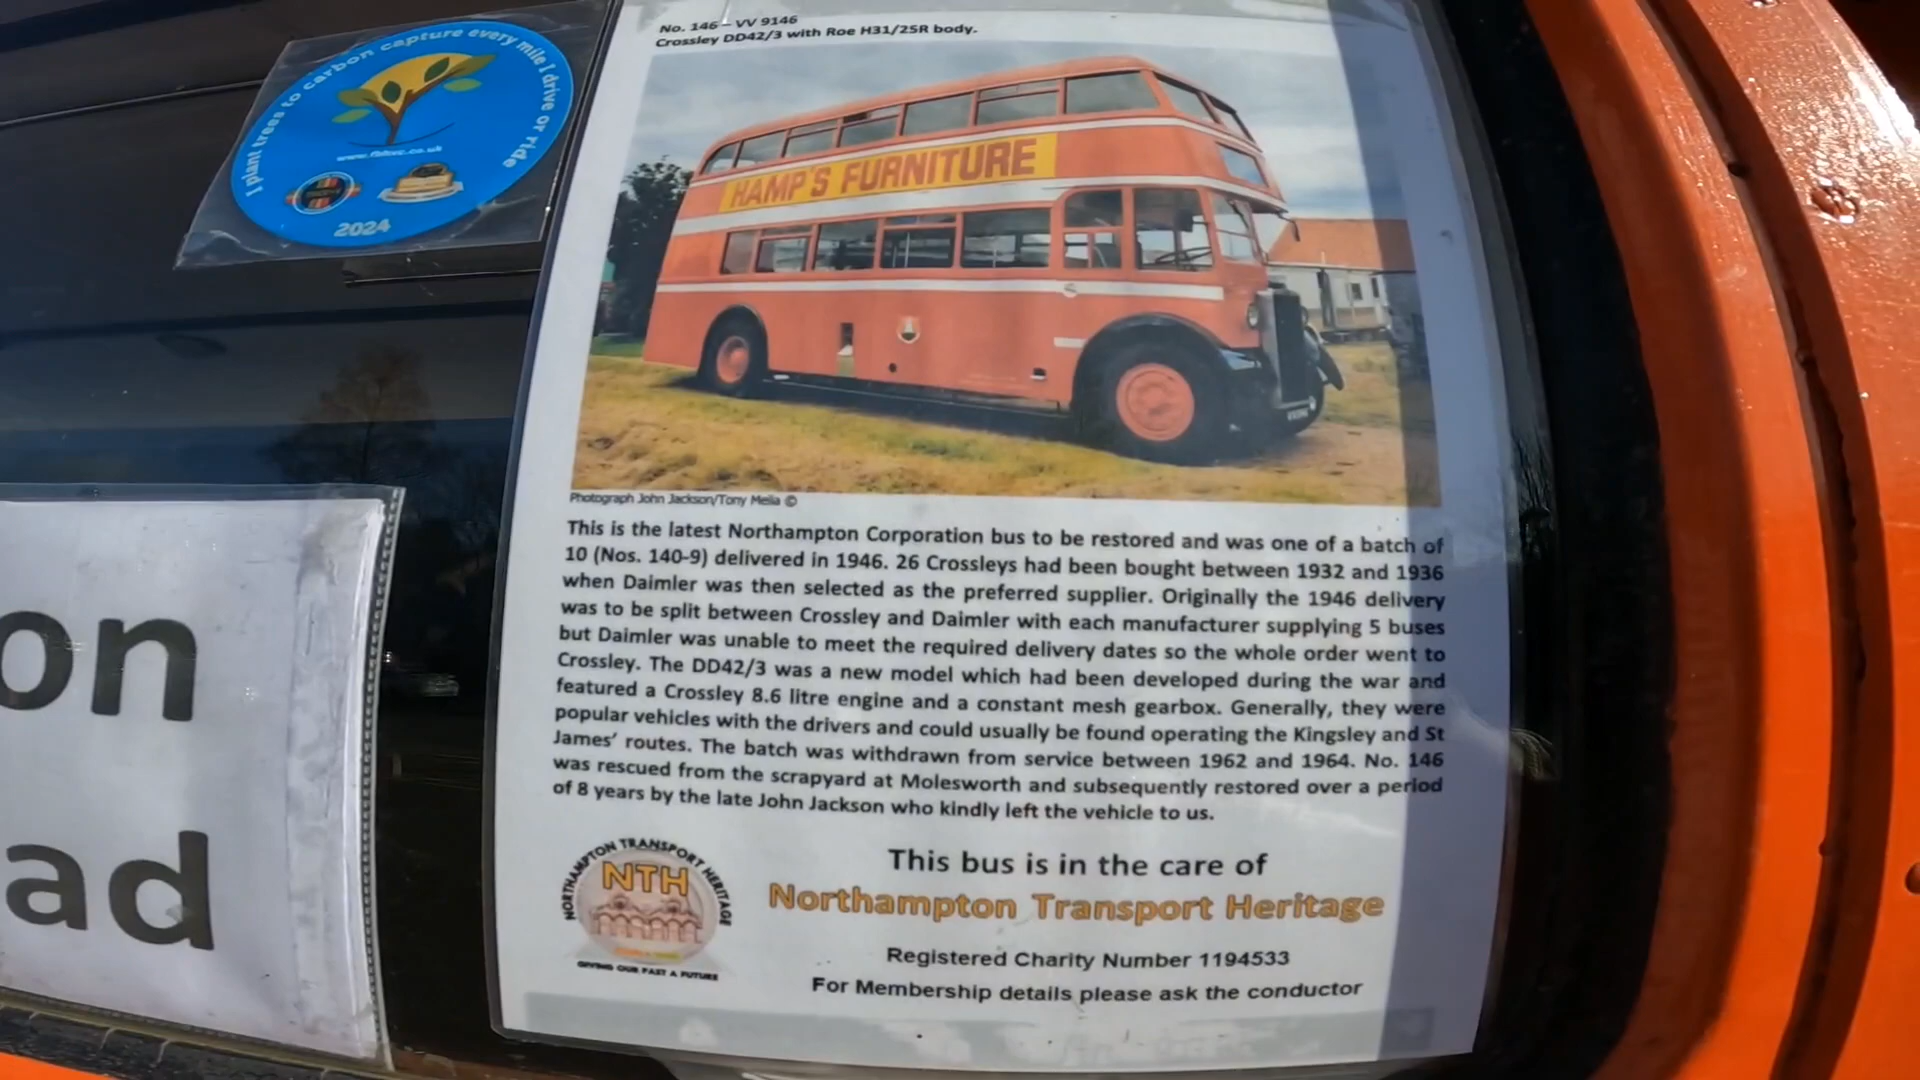 I plant trees to carbon capture every mile I drive or ride
www.fbhvc.co.uk
2024
on
ad
No. 146 – VV 9146
Crossley DD42/3 with Roe H31/25R body.
HAMP'S FURNITURE
Photograph John Jackson/Tony Melia ©
This is the latest Northampton Corporation bus to be restored and was one of a batch of
10 (Nos. 140-9) delivered in 1946. 26 Crossleys had been bought between 1932 and 1936
when Daimler was then selected as the preferred supplier. Originally the 1946 delivery
was to be split between Crossley and Daimler with each manufacturer supplying 5 buses
but Daimler was unable to meet the required delivery dates so the whole order went to
Crossley. The DD42/3 was a new model which had been developed during the war and
featured a Crossley 8.6 litre engine and a constant mesh gearbox. Generally, they were
popular vehicles with the drivers and could usually be found operating the Kingsley and St
James' routes. The batch was withdrawn from service between 1962 and 1964. No. 146
was rescued from the scrapyard at Molesworth and subsequently restored over a period
of 8 years by the late John Jackson who kindly left the vehicle to us.
NORTHAMPTON TRANSPORT HERITAGE
NTH
GIVING OUR PAST A FUTURE
This bus is in the care of
Northampton Transport Heritage
Registered Charity Number 1194533
For Membership details please ask the conductor